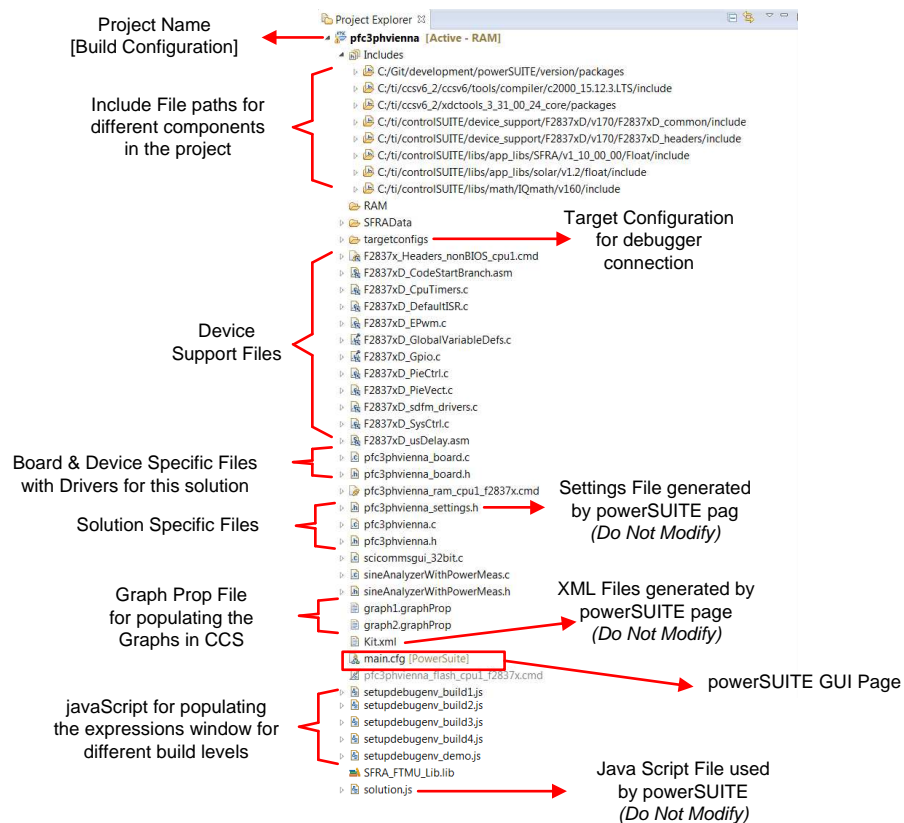 Project Explorer
Project Name
[Build Configuration]
pfc3phvienna [Active - RAM]
Includes
C:/Git/development/powerSUITE/version/packages
C:/ti/ccsv6_2/ccsv6/tools/compiler/c2000_15.12.3.LTS/include
C:/ti/ccsv6_2/xdctools_3_31_00_24_core/packages
C:/ti/controlSUITE/device_support/F2837xD/v170/F2837xD_common/include
C:/ti/controlSUITE/device_support/F2837xD/v170/F2837xD_headers/include
C:/ti/controlSUITE/libs/app_libs/SFRA/v1_10_00_00/Float/include
C:/ti/controlSUITE/libs/app_libs/solar/v1.2/float/include
C:/ti/controlSUITE/libs/math/IQmath/v160/include
Include File paths for
different components
in the project
RAM
SFRAData
targetconfigs
Target Configuration
for debugger
connection
F2837x_Headers_nonBIOS_cpu1.cmd
F2837xD_CodeStartBranch.asm
F2837xD_CpuTimers.c
F2837xD_DefaultISR.c
F2837xD_EPwm.c
F2837xD_GlobalVariableDefs.c
F2837xD_Gpio.c
F2837xD_PieCtrl.c
F2837xD_PieVect.c
F2837xD_sdfm_drivers.c
F2837xD_SysCtrl.c
F2837xD_usDelay.asm
Device
Support Files
pfc3phvienna_board.c
pfc3phvienna_board.h
Board & Device Specific Files
with Drivers for this solution
pfc3phvienna_ram_cpu1_f2837x.cmd
pfc3phvienna_settings.h
pfc3phvienna.c
pfc3phvienna.h
Solution Specific Files
Settings File generated
by powerSUITE pag
(Do Not Modify)
scicommsgui_32bit.c
sineAnalyzerWithPowerMeas.c
sineAnalyzerWithPowerMeas.h
graph1.graphProp
graph2.graphProp
Graph Prop File
for populating the
Graphs in CCS
Kit.xml
XML Files generated by
powerSUITE page
(Do Not Modify)
main.cfg [PowerSuite]
powerSUITE GUI Page
pfc3phvienna_flash_cpu1_f2837x.cmd
setupdebugenv_build1.js
setupdebugenv_build2.js
setupdebugenv_build3.js
setupdebugenv_build4.js
setupdebugenv_demo.js
javaScript for populating
the expressions window for
different build levels
SFRA_FTMU_Lib.lib
solution.js
Java Script File used
by powerSUITE
(Do Not Modify)